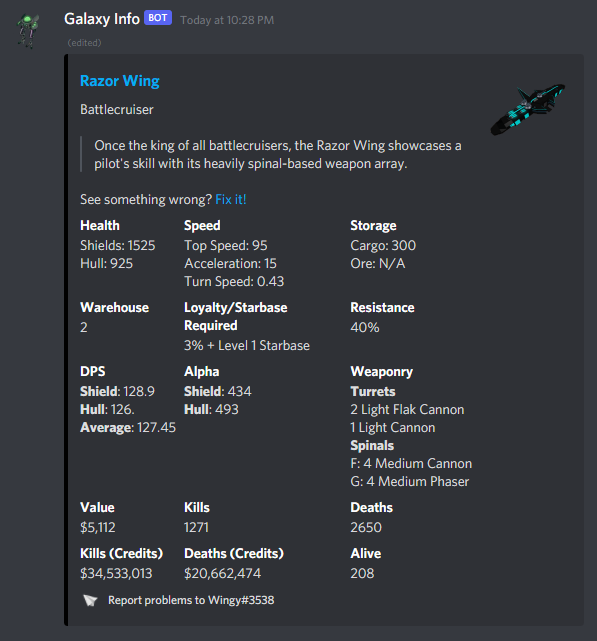 Galaxy Info BOT Today at 10:28 PM
(edited)
Razor Wing
Battlecruiser
Once the king of all battlecruisers, the Razor Wing showcases a
pilot's skill with its heavily spinal-based weapon array.
See something wrong? Fix it!
Health Speed Storage
Shields: 1525 Top Speed: 95 Cargo: 300
Hull: 925 Acceleration: 15 Ore: N/A
Turn Speed: 0.43
Warehouse Loyalty/Starbase Resistance
Required
2 40%
3% + Level 1 Starbase
DPS Alpha Weaponry
Shield: 128.9 Shield: 434 Turrets
Hull: 126. Hull: 493 2 Light Flak Cannon
Average: 127.45 1 Light Cannon
Spinals
F: 4 Medium Cannon
G: 4 Medium Phaser
Value Kills Deaths
$5,112 1271 2650
Kills (Credits) Deaths (Credits) Alive
$34,533,013 $20,662,474 208
Report problems to Wingy#3538